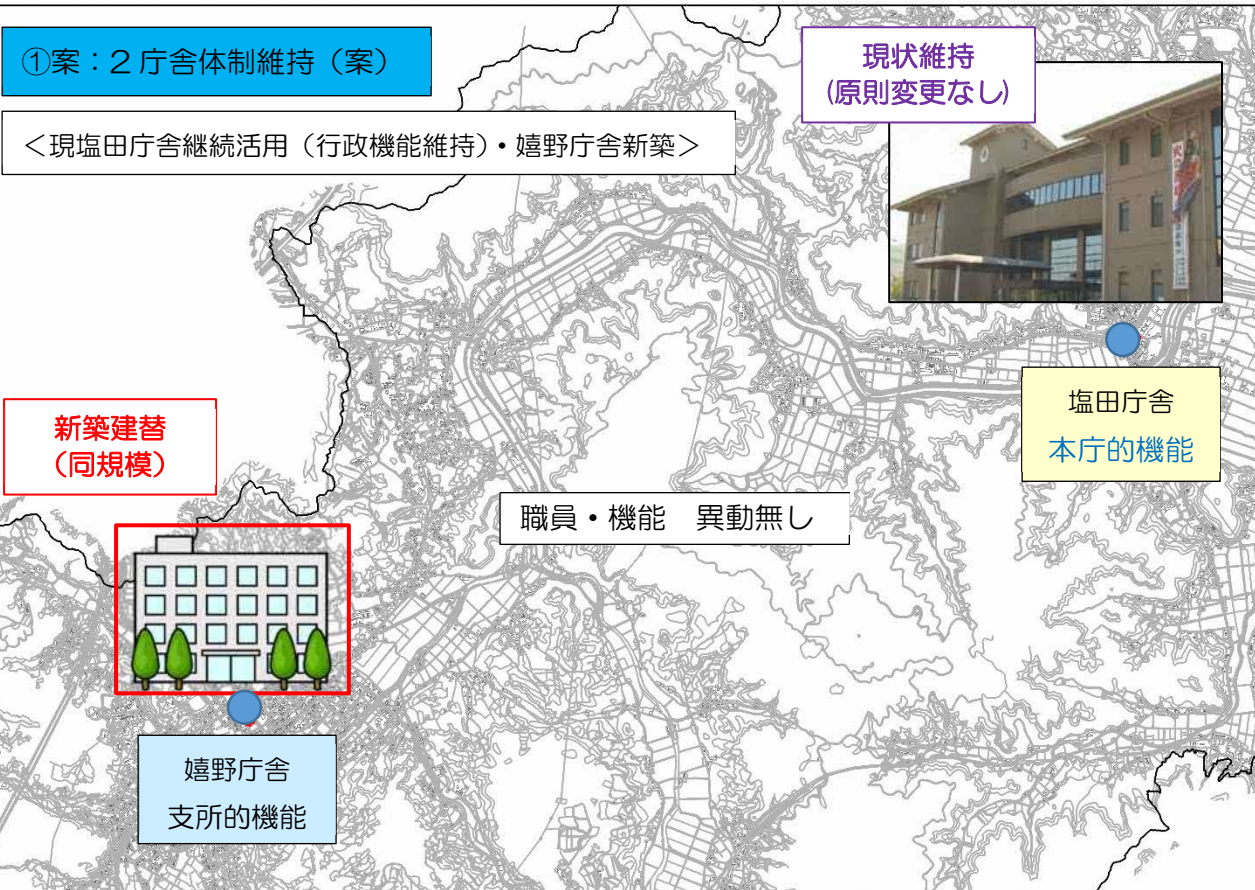 ①案：２庁舎体制維持（案）
＜現塩田庁舎継続活用（行政機能維持）・嬉野庁舎新築＞
現状維持
(原則変更なし)
塩田庁舎
本庁的機能
新築建替
（同規模）
職員・機能　異動無し
嬉野庁舎
支所的機能